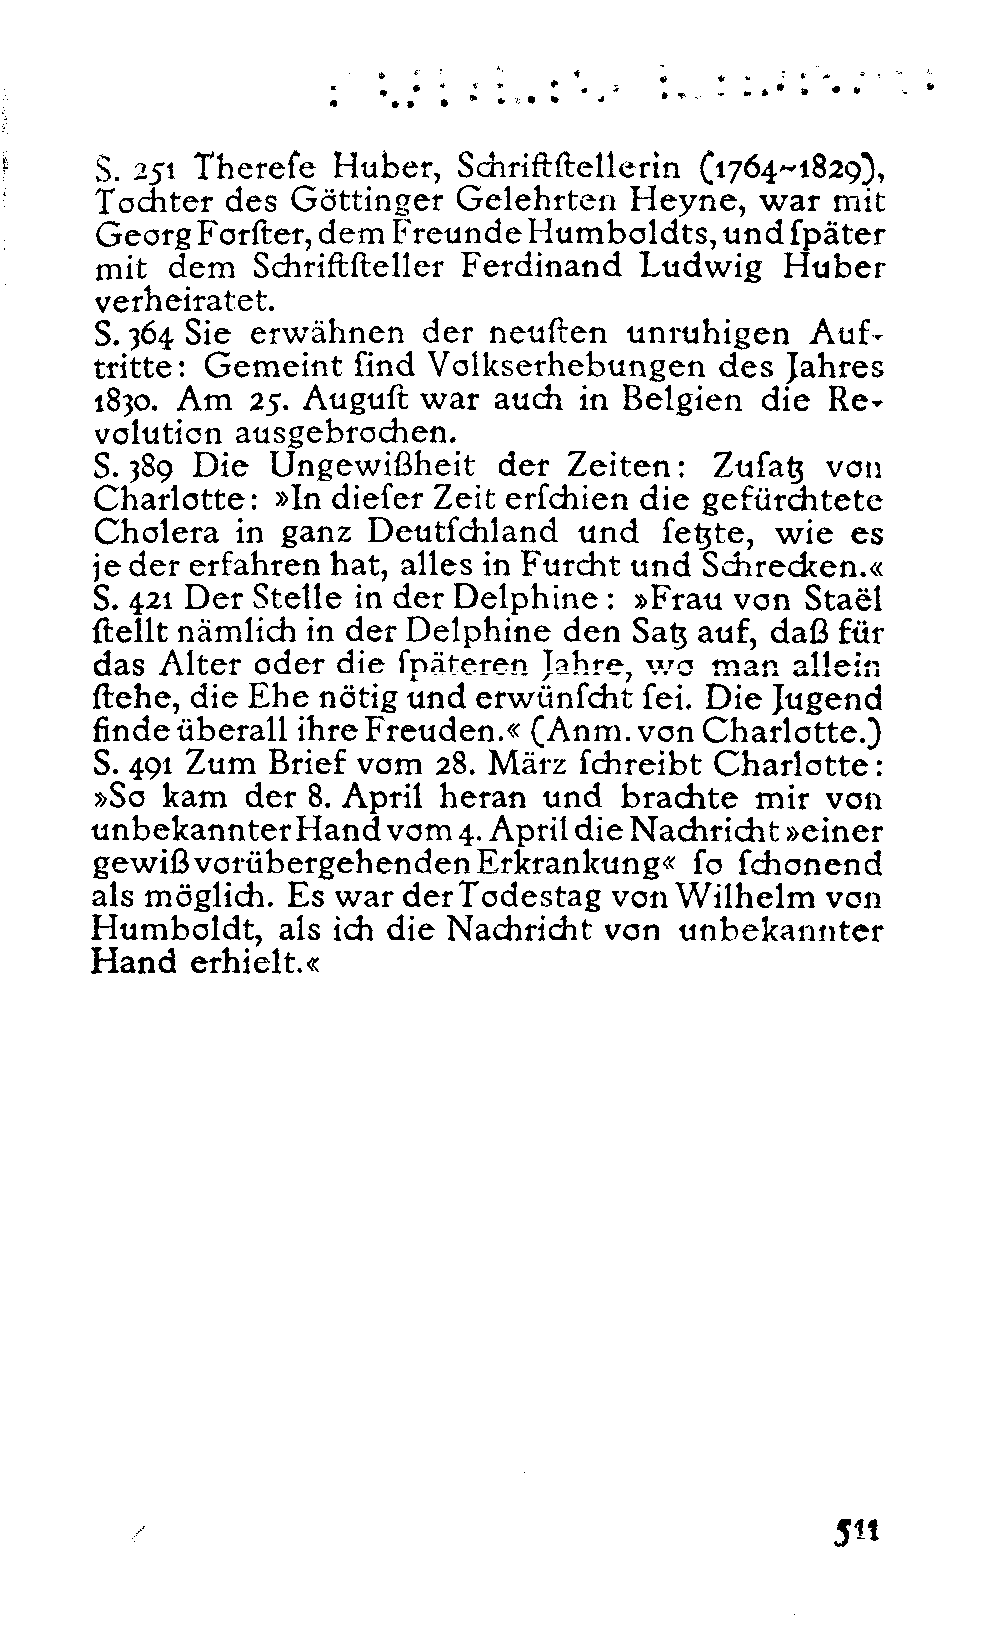 S. 251 Thereſe Huber, Schriftſtellerin (1764~1829),
Tochter des Göttinger Gelehrten Heyne, war mit
Georg Forſter, dem Freunde Humboldts, und ſpäter
mit dem Schriftſteller Ferdinand Ludwig Huber
verheiratet.
S. 364 Sie erwähnen der neuſten unruhigen Auf-
tritte: Gemeint ſind Volkserhebungen des Jahres
1830. Am 25. Auguſt war auch in Belgien die Re-
volution ausgebrochen.
S. 389 Die Ungewißheit der Zeiten: Zuſatz von
Charlotte: »In dieſer Zeit erſchien die gefürchtete
Cholera in ganz Deutſchland und ſetzte, wie es
jeder erfahren hat, alles in Furcht und Schrecken.«
S. 421 Der Stelle in der Delphine: »Frau von Staël
ſtellt nämlich in der Delphine den Satz auf, daß für
das Alter oder die ſpäteren Jahre, wo man allein
ſtehe, die Ehe nötig und erwünſcht ſei. Die Jugend
finde überall ihre Freuden.« (Anm. von Charlotte.)
S. 491 Zum Brief vom 28. März ſchreibt Charlotte:
»So kam der 8. April heran und brachte mir von
unbekannter Hand vom 4. April die Nachricht »einer
gewiß vorübergehenden Erkrankung« ſo ſchonend
als möglich. Es war der Todestag von Wilhelm von
Humboldt, als ich die Nachricht von unbekannter
Hand erhielt.«
511